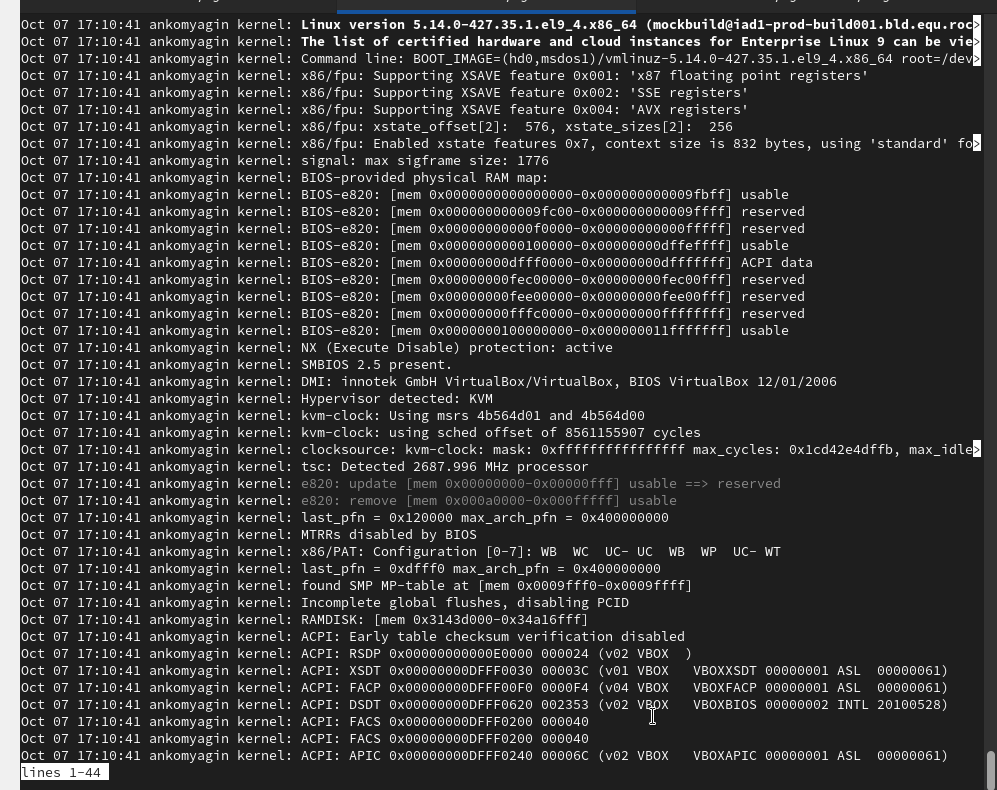 Oct 07 17:10:41 ankomyagin kernel: Linux version 5.14.0-427.35.1.el9_4.x86_64 (mockbuild@iad1-prod-build001.bld.equ.roc>
Oct 07 17:10:41 ankomyagin kernel: The list of certified hardware and cloud instances for Enterprise Linux 9 can be vie>
Oct 07 17:10:41 ankomyagin kernel: Command line: BOOT_IMAGE=(hd0,msdos1)/vmlinuz-5.14.0-427.35.1.el9_4.x86_64 root=/dev>
Oct 07 17:10:41 ankomyagin kernel: x86/fpu: Supporting XSAVE feature 0x001: 'x87 floating point registers'
Oct 07 17:10:41 ankomyagin kernel: x86/fpu: Supporting XSAVE feature 0x002: 'SSE registers'
Oct 07 17:10:41 ankomyagin kernel: x86/fpu: Supporting XSAVE feature 0x004: 'AVX registers'
Oct 07 17:10:41 ankomyagin kernel: x86/fpu: xstate_offset[2]:  576, xstate_sizes[2]:  256
Oct 07 17:10:41 ankomyagin kernel: x86/fpu: Enabled xstate features 0x7, context size is 832 bytes, using 'standard' fo>
Oct 07 17:10:41 ankomyagin kernel: signal: max sigframe size: 1776
Oct 07 17:10:41 ankomyagin kernel: BIOS-provided physical RAM map:
Oct 07 17:10:41 ankomyagin kernel: BIOS-e820: [mem 0x0000000000000000-0x000000000009fbff] usable
Oct 07 17:10:41 ankomyagin kernel: BIOS-e820: [mem 0x000000000009fc00-0x000000000009ffff] reserved
Oct 07 17:10:41 ankomyagin kernel: BIOS-e820: [mem 0x00000000000f0000-0x00000000000fffff] reserved
Oct 07 17:10:41 ankomyagin kernel: BIOS-e820: [mem 0x0000000000100000-0x00000000dffeffff] usable
Oct 07 17:10:41 ankomyagin kernel: BIOS-e820: [mem 0x00000000dfff0000-0x00000000dfffffff] ACPI data
Oct 07 17:10:41 ankomyagin kernel: BIOS-e820: [mem 0x00000000fec00000-0x00000000fec00fff] reserved
Oct 07 17:10:41 ankomyagin kernel: BIOS-e820: [mem 0x00000000fee00000-0x00000000fee00fff] reserved
Oct 07 17:10:41 ankomyagin kernel: BIOS-e820: [mem 0x00000000fffc0000-0x00000000ffffffff] reserved
Oct 07 17:10:41 ankomyagin kernel: BIOS-e820: [mem 0x0000000100000000-0x000000011fffffff] usable
Oct 07 17:10:41 ankomyagin kernel: NX (Execute Disable) protection: active
Oct 07 17:10:41 ankomyagin kernel: SMBIOS 2.5 present.
Oct 07 17:10:41 ankomyagin kernel: DMI: innotek GmbH VirtualBox/VirtualBox, BIOS VirtualBox 12/01/2006
Oct 07 17:10:41 ankomyagin kernel: Hypervisor detected: KVM
Oct 07 17:10:41 ankomyagin kernel: kvm-clock: Using msrs 4b564d01 and 4b564d00
Oct 07 17:10:41 ankomyagin kernel: kvm-clock: using sched offset of 8561155907 cycles
Oct 07 17:10:41 ankomyagin kernel: clocksource: kvm-clock: mask: 0xffffffffffffffff max_cycles: 0x1cd42e4dffb, max_idle>
Oct 07 17:10:41 ankomyagin kernel: tsc: Detected 2687.996 MHz processor
Oct 07 17:10:41 ankomyagin kernel: e820: update [mem 0x00000000-0x00000fff] usable ==> reserved
Oct 07 17:10:41 ankomyagin kernel: e820: remove [mem 0x000a0000-0x000fffff] usable
Oct 07 17:10:41 ankomyagin kernel: last_pfn = 0x120000 max_arch_pfn = 0x400000000
Oct 07 17:10:41 ankomyagin kernel: MTRRs disabled by BIOS
Oct 07 17:10:41 ankomyagin kernel: x86/PAT: Configuration [0-7]: WB  WC  UC- UC  WB  WP  UC- WT
Oct 07 17:10:41 ankomyagin kernel: last_pfn = 0xdfff0 max_arch_pfn = 0x400000000
Oct 07 17:10:41 ankomyagin kernel: found SMP MP-table at [mem 0x0009fff0-0x0009ffff]
Oct 07 17:10:41 ankomyagin kernel: Incomplete global flushes, disabling PCID
Oct 07 17:10:41 ankomyagin kernel: RAMDISK: [mem 0x3143d000-0x34a16fff]
Oct 07 17:10:41 ankomyagin kernel: ACPI: Early table checksum verification disabled
Oct 07 17:10:41 ankomyagin kernel: ACPI: RSDP 0x00000000000E0000 000024 (v02 VBOX  )
Oct 07 17:10:41 ankomyagin kernel: ACPI: XSDT 0x00000000DFFF0030 00003C (v01 VBOX   VBOXXSDT 00000001 ASL  00000061)
Oct 07 17:10:41 ankomyagin kernel: ACPI: FACP 0x00000000DFFF00F0 0000F4 (v04 VBOX   VBOXFACP 00000001 ASL  00000061)
Oct 07 17:10:41 ankomyagin kernel: ACPI: DSDT 0x00000000DFFF0620 002353 (v02 VBOX   VBOXBIOS 00000002 INTL 20100528)
Oct 07 17:10:41 ankomyagin kernel: ACPI: FACS 0x00000000DFFF0200 000040
Oct 07 17:10:41 ankomyagin kernel: ACPI: FACS 0x00000000DFFF0200 000040
Oct 07 17:10:41 ankomyagin kernel: ACPI: APIC 0x00000000DFFF0240 00006C (v02 VBOX   VBOXAPIC 00000001 ASL  00000061)
lines 1-44